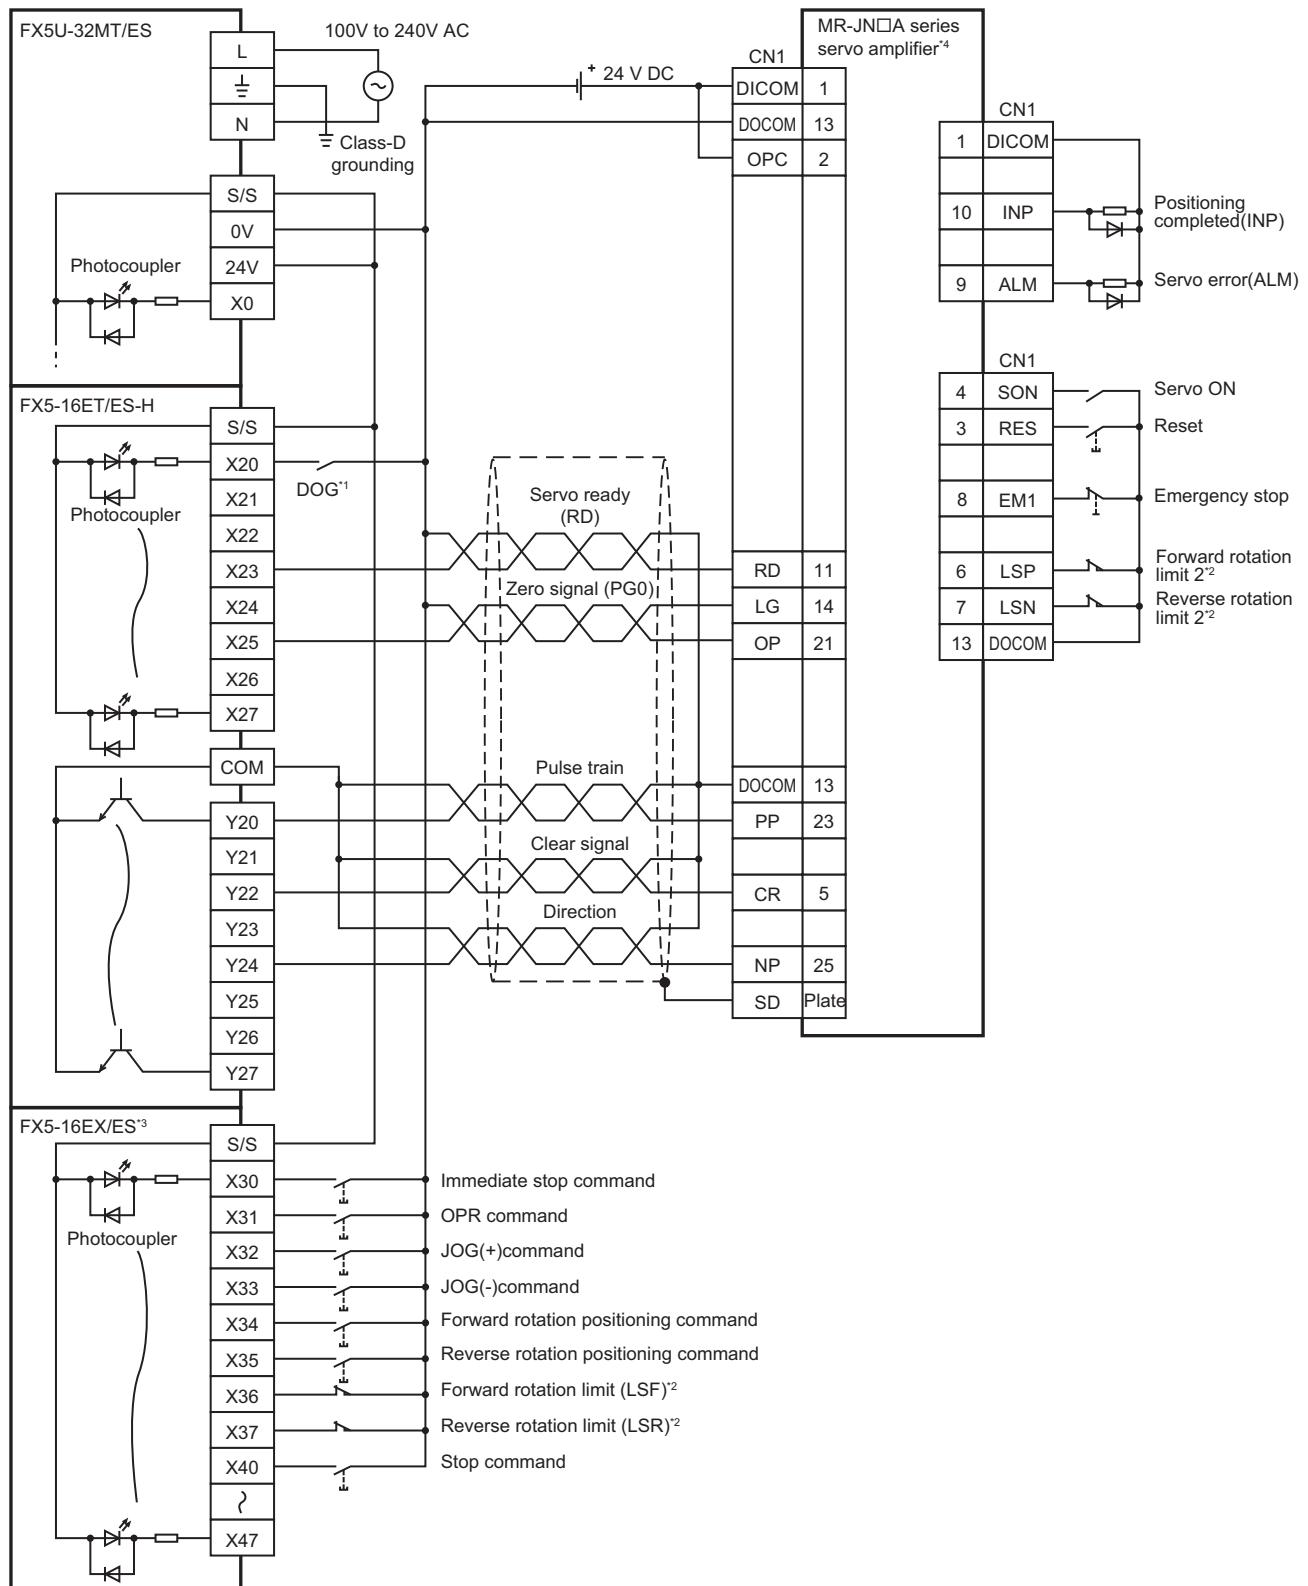 FX5U-32MT/ES
L
N
100V to 240V AC
Class-D
grounding
S/S
0V
24V
X0
Photocoupler
+ 24 V DC
MR-JN□A series
servo amplifier*4
CN1
DICOM 1
DOCOM 13
OPC 2
CN1
1 DICOM
10 INP
9 ALM
Positioning
completed(INP)
Servo error(ALM)
CN1
4 SON
3 RES
8 EM1
6 LSP
7 LSN
13 DOCOM
Servo ON
Reset
Emergency stop
Forward rotation
limit 2*2
Reverse rotation
limit 2*2
FX5-16ET/ES-H
S/S
X20
X21
X22
X23
X24
X25
X26
X27
Photocoupler
DOG*1
Servo ready
(RD)
Zero signal (PG0)
RD 11
LG 14
OP 21
COM
Y20
Y21
Y22
Y23
Y24
Y25
Y26
Y27
Pulse train
Clear signal
Direction
DOCOM 13
PP 23
CR 5
NP 25
SD Plate
FX5-16EX/ES*3
Photocoupler
S/S
X30
X31
X32
X33
X34
X35
X36
X37
X40
X47
Immediate stop command
OPR command
JOG(+)command
JOG(-)command
Forward rotation positioning command
Reverse rotation positioning command
Forward rotation limit (LSF)*2
Reverse rotation limit (LSR)*2
Stop command